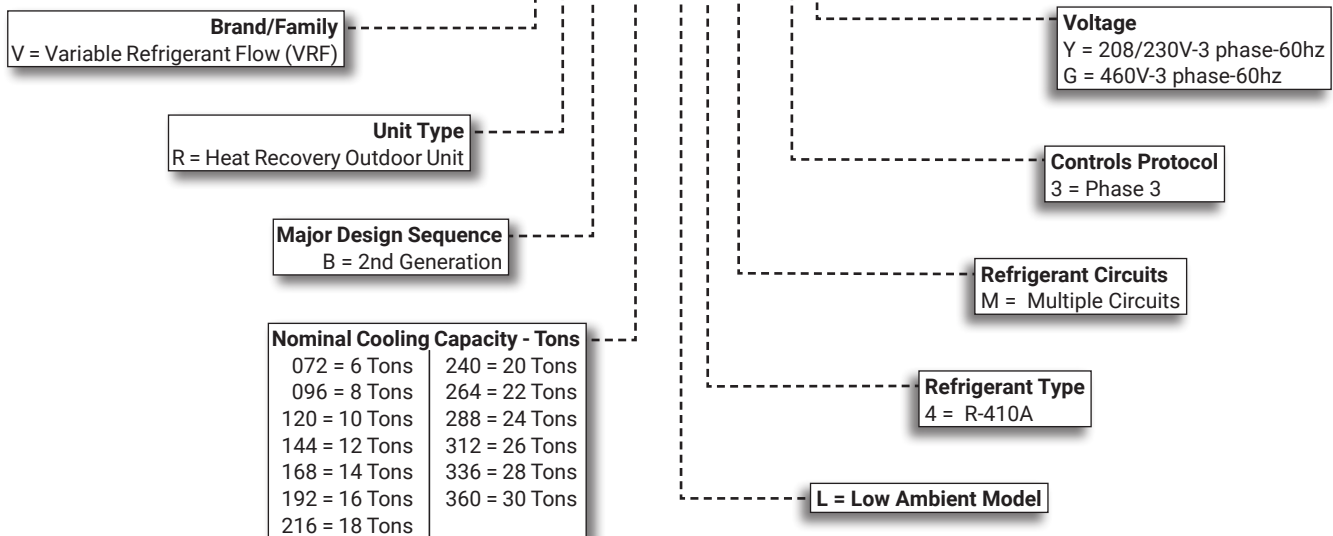 Brand/Family
V = Variable Refrigerant Flow (VRF)
Unit Type
R = Heat Recovery Outdoor Unit
Major Design Sequence
B = 2nd Generation
Nominal Cooling Capacity - Tons
072 = 6 Tons
096 = 8 Tons
120 = 10 Tons
144 = 12 Tons
168 = 14 Tons
192 = 16 Tons
216 = 18 Tons
240 = 20 Tons
264 = 22 Tons
288 = 24 Tons
312 = 26 Tons
336 = 28 Tons
360 = 30 Tons
Voltage
Y = 208/230V-3 phase-60hz
G = 460V-3 phase-60hz
Controls Protocol
3 = Phase 3
Refrigerant Circuits
M = Multiple Circuits
Refrigerant Type
4 = R-410A
L = Low Ambient Model